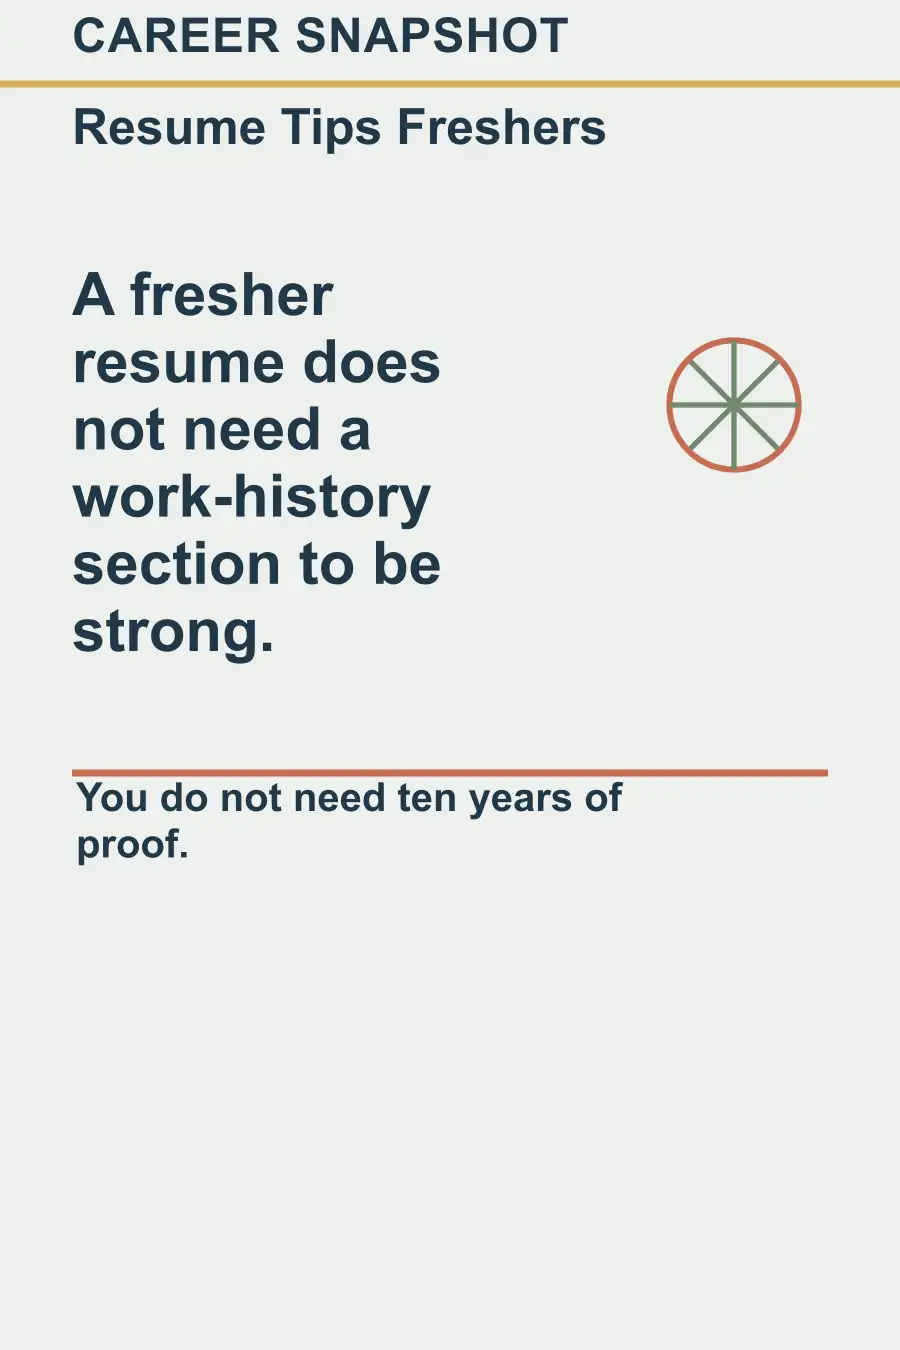 CAREER SNAPSHOT
Resume Tips Freshers
A fresher
resume does
not need a
work-history
section to be
strong.
You do not need ten years of
proof.